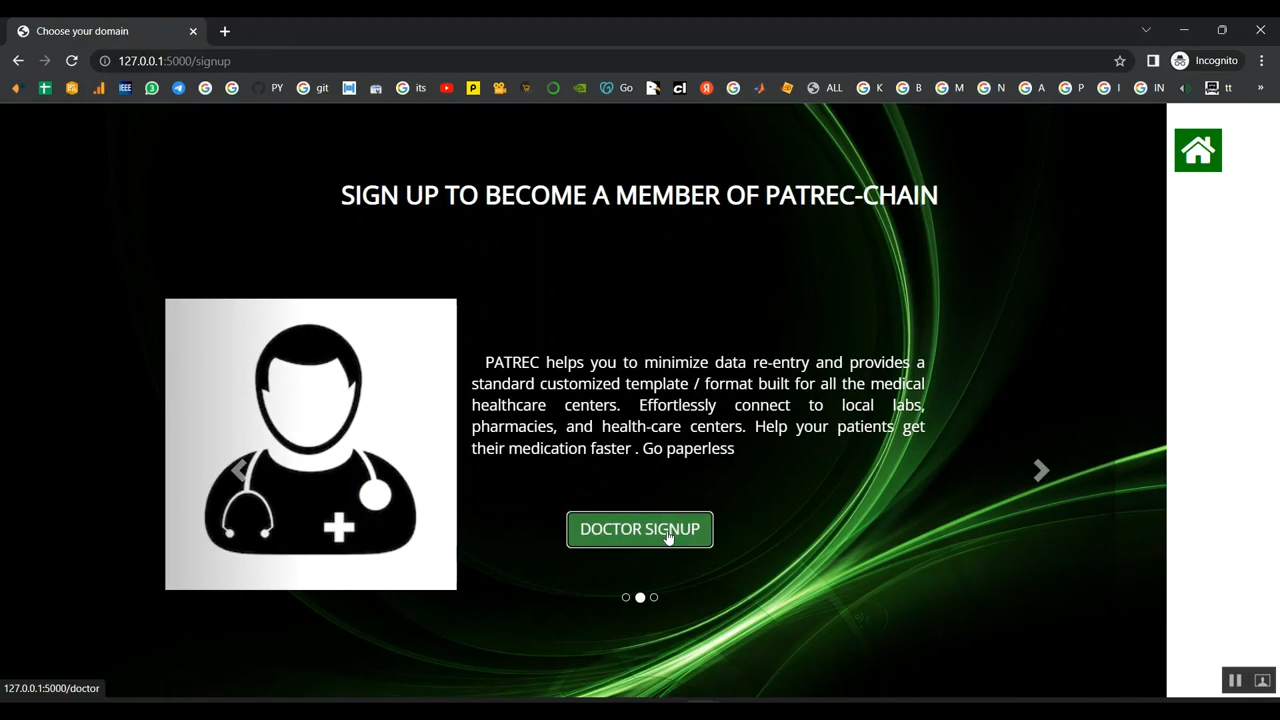 Choose your domain
127.0.0.1:5000/signup
Incognito
IEEE
3
PY
git
its
Go
ALL
K
B
M
N
A
P
I
IN
tt
SIGN UP TO BECOME A MEMBER OF PATREC-CHAIN
PATREC helps you to minimize data re-entry and provides a
standard customized template / format built for all the medical
healthcare centers. Effortlessly connect to local labs,
pharmacies, and health-care centers. Help your patients get
their medication faster . Go paperless
DOCTOR SIGNUP
127.0.0.1:5000/doctor